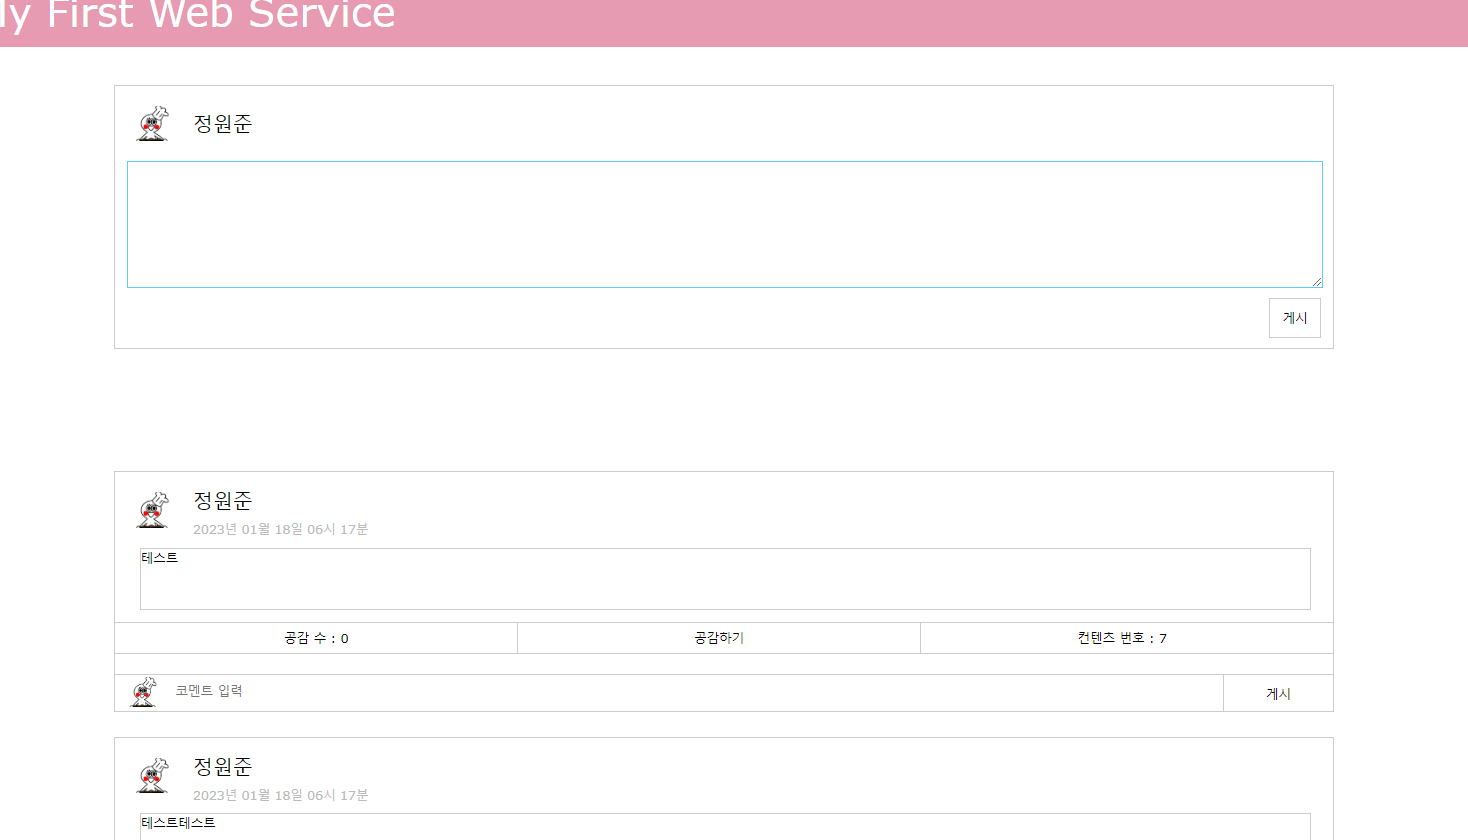 ly First Web Service
정원준
게시
정원준
2023년 01월 18일 06시 17분
테스트
공감 수 : 0 공감하기 컨텐츠 번호 : 7
코멘트 입력 게시
정원준
2023년 01월 18일 06시 17분
테스트테스트